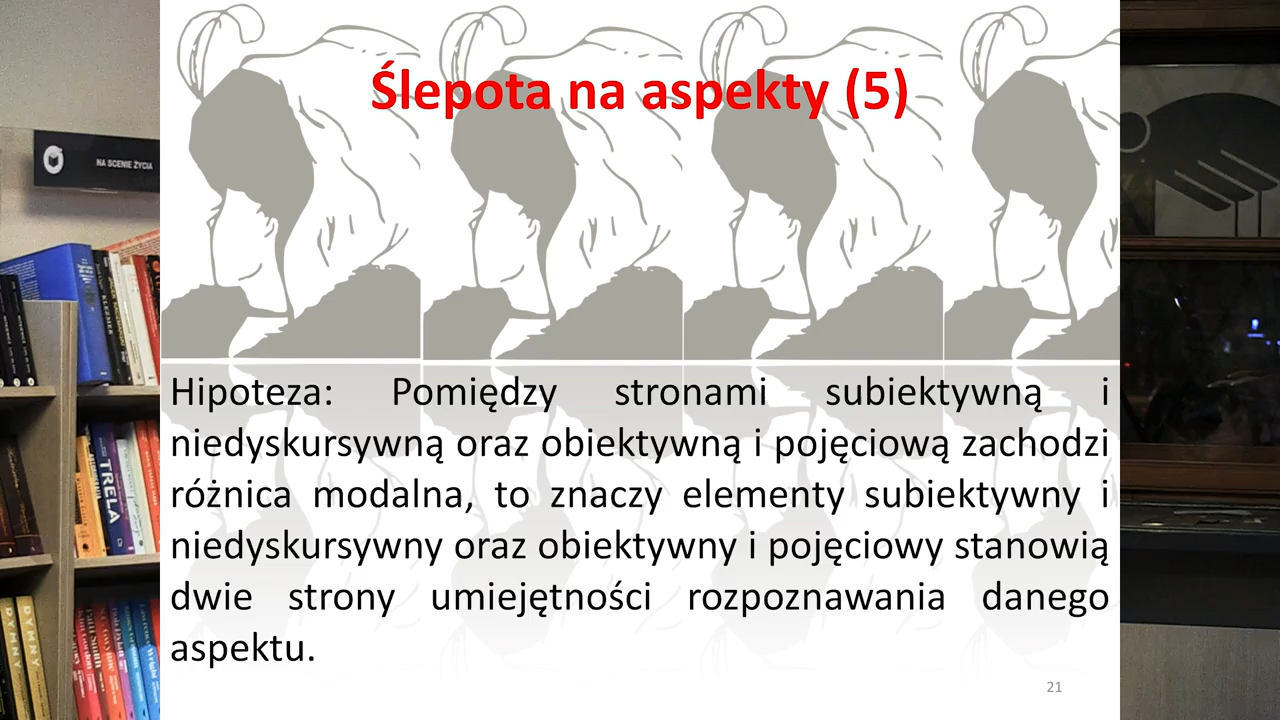 Ślepota na aspekty (5)
NA SCENIE ŻYCIA
Hipoteza: Pomiędzy stronami subiektywną i
niedyskursywną oraz obiektywną i pojęciową zachodzi
różnica modalna, to znaczy elementy subiektywny i
niedyskursywny oraz obiektywny i pojęciowy stanowią
dwie strony umiejętności rozpoznawania danego
aspektu.
TRELA
DYMNY
DYMNY
21